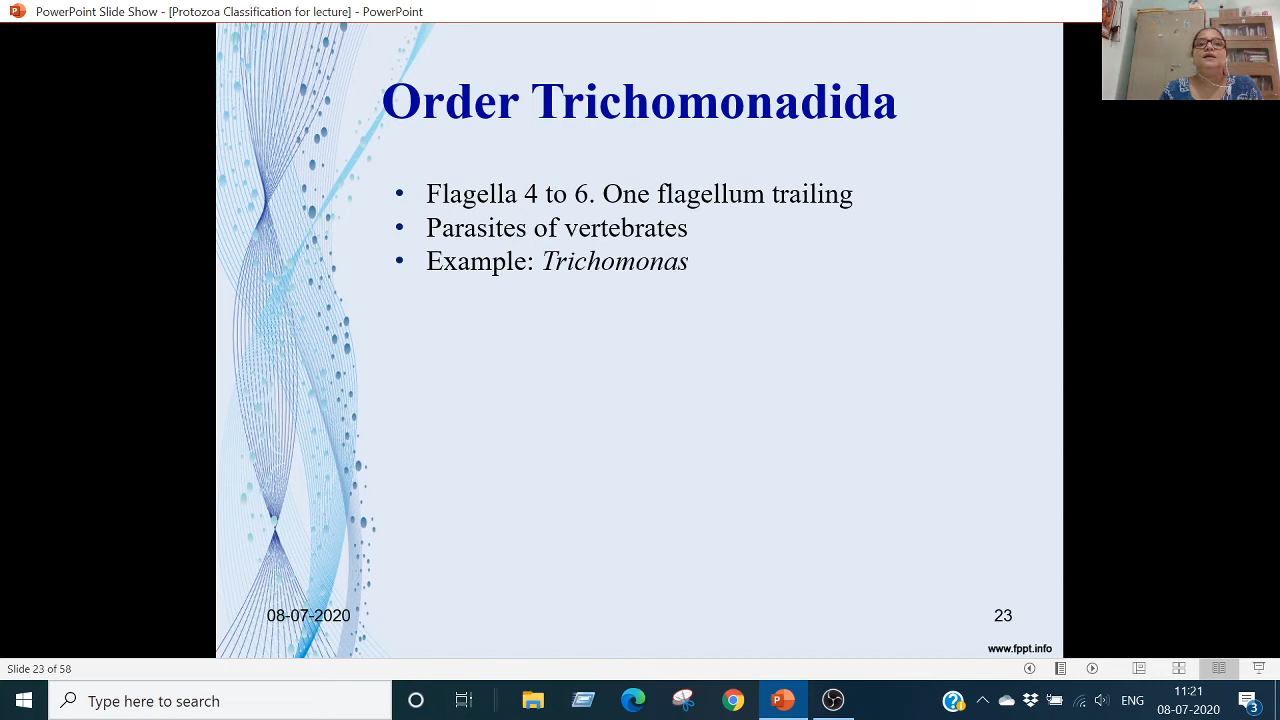 PowerPoint Slide Show - [Protozoa Classification for lecture] - PowerPoint
Order Trichomonadida
• Flagella 4 to 6. One flagellum trailing
• Parasites of vertebrates
• Example: Trichomonas
08-07-2020
23
www.fppt.info
Slide 23 of 58
Type here to search
ENG
11:21
08-07-2020
3